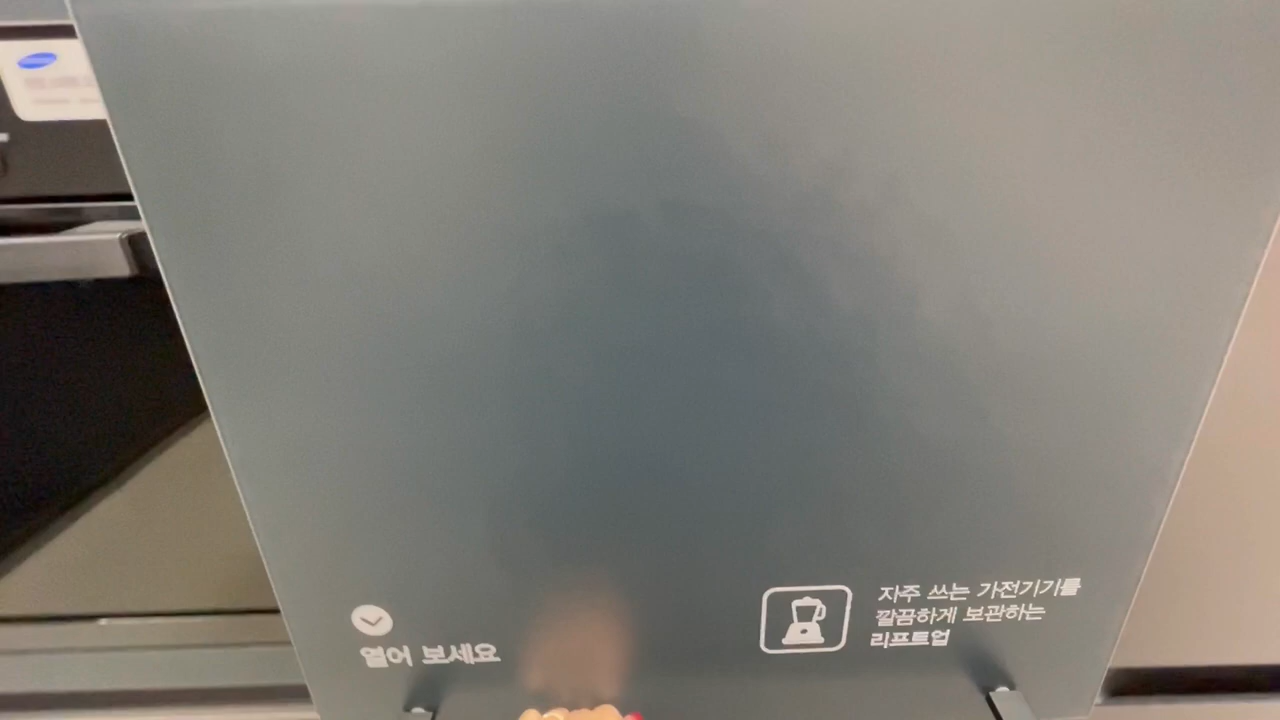 열어 보세요
자주 쓰는 가전기기를
깔끔하게 보관하는
리프트업